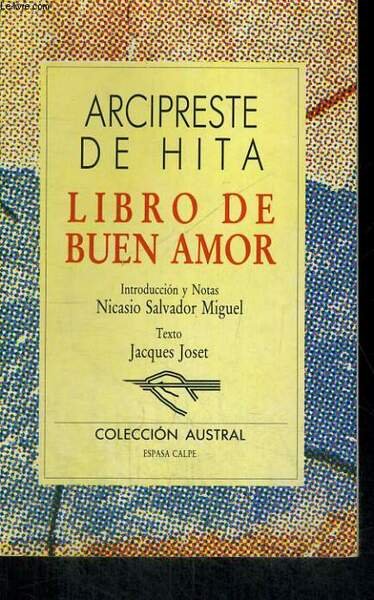 ARCIPRESTE
DE HITA
LIBRO DE
BUEN AMOR
Introducción y Notas
Nicasio Salvador Miguel
Texto
Jacques Joset
COLECCIÓN AUSTRAL
ESPASA CALPE